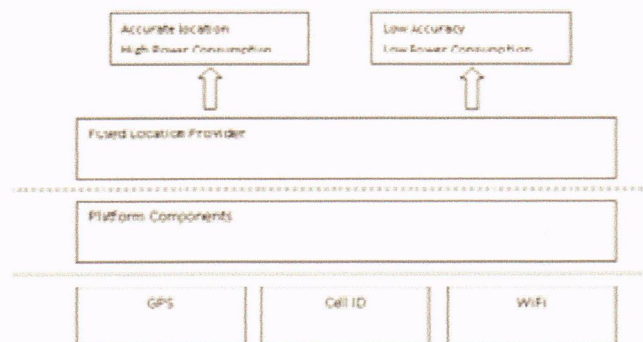 Accurate location
High Power Consumption
Low Accuracy
Low Power Consumption
Fused Location Provider
Platform Components
GPS
Cell ID
WiFi